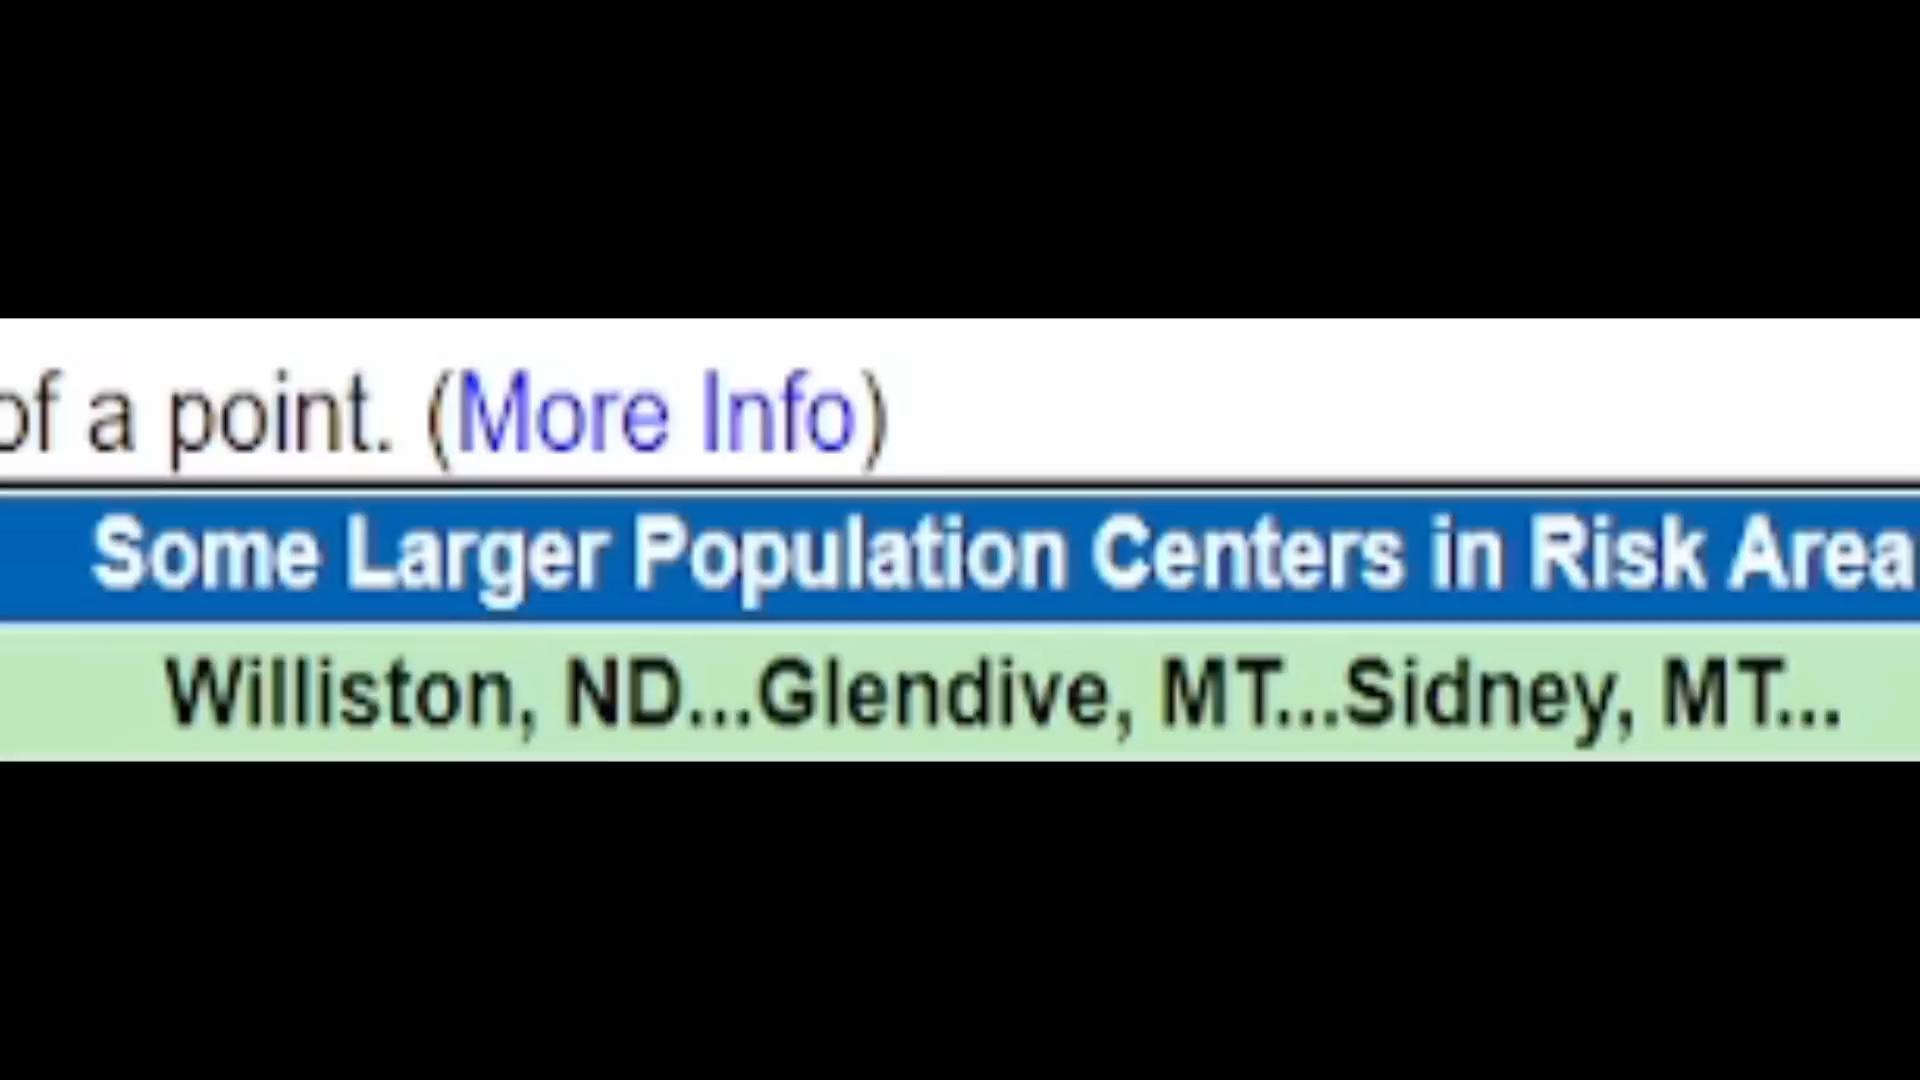 of a point. (More Info)
Some Larger Population Centers in Risk Area
Williston, ND...Glendive, MT...Sidney, MT...